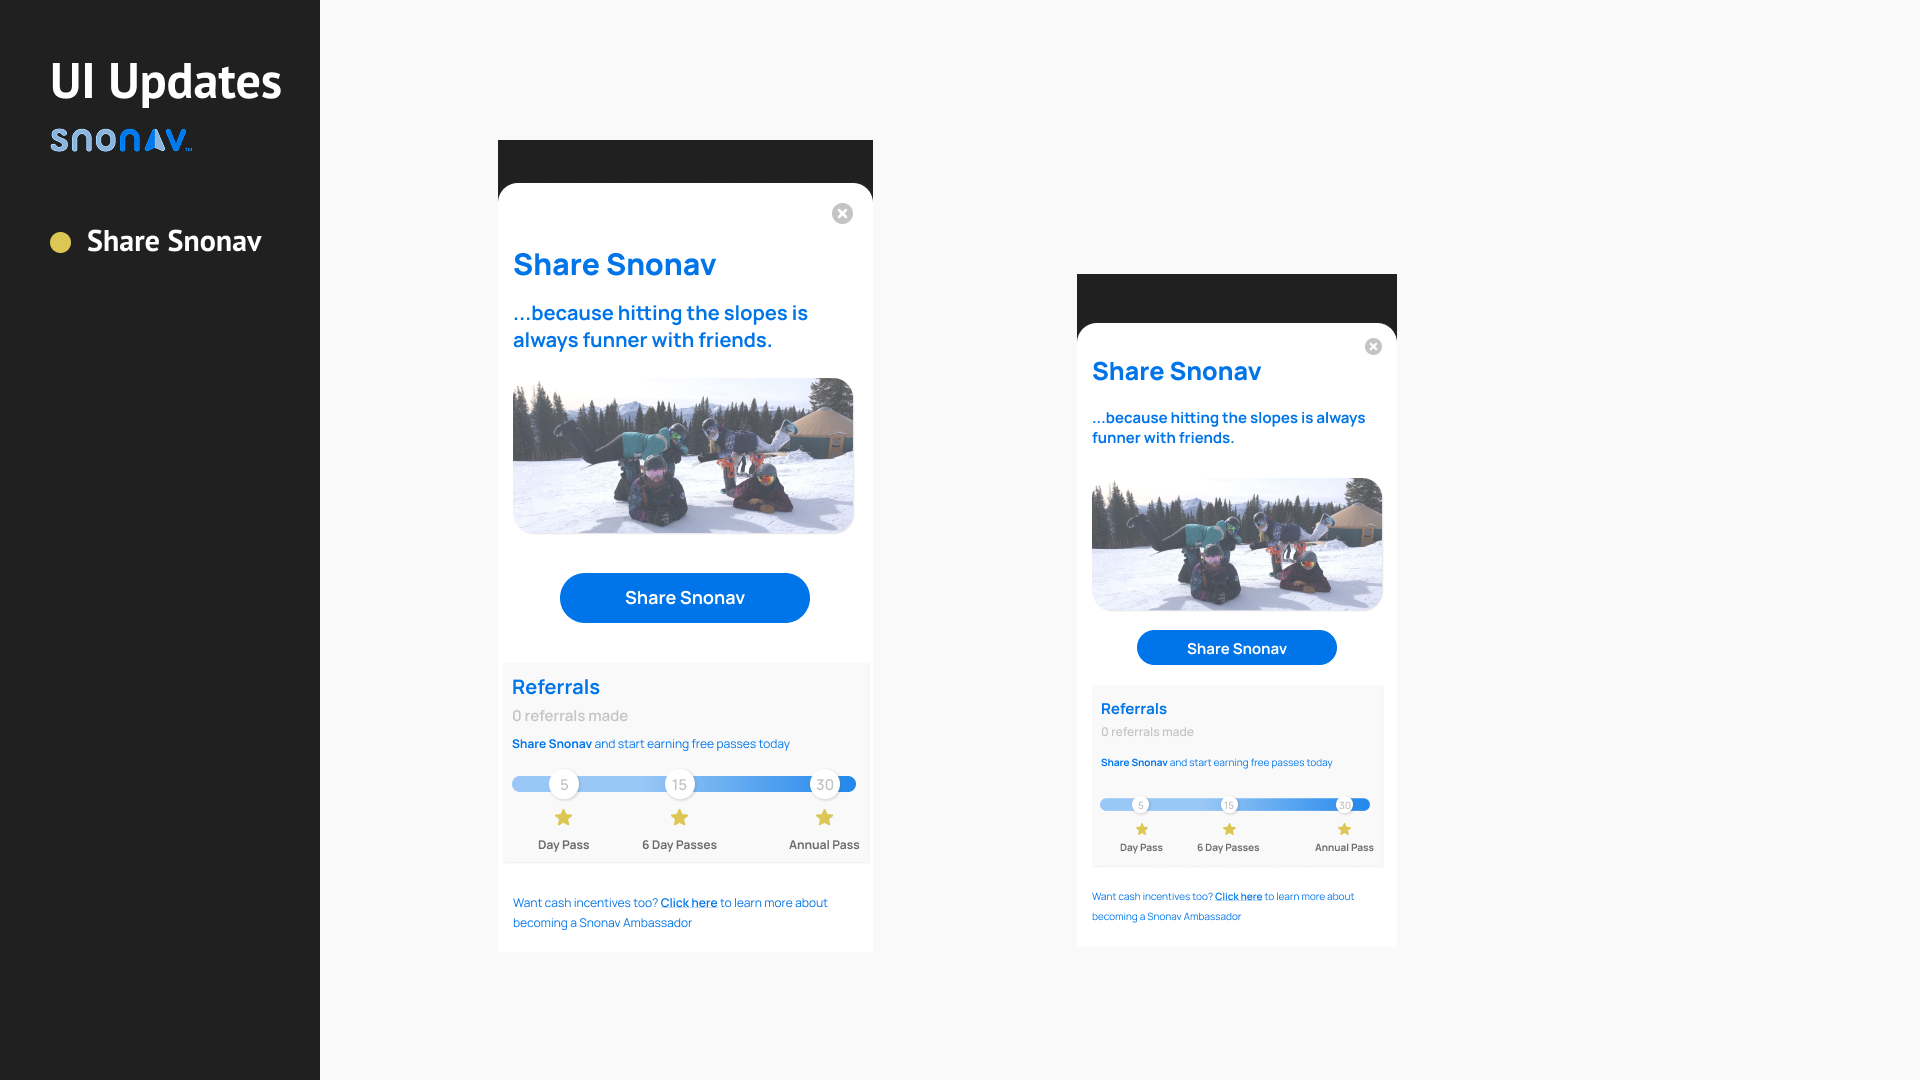 UI Updates
snonav™
Share Snonav
Share Snonav
...because hitting the slopes is
always funner with friends.
Share Snonav
Referrals
0 referrals made
Share Snonav and start earning free passes today
5 15 30
Day Pass 6 Day Passes Annual Pass
Want cash incentives too? Click here to learn more about
becoming a Snonav Ambassador
Share Snonav
...because hitting the slopes is always
funner with friends.
Share Snonav
Referrals
0 referrals made
Share Snonav and start earning free passes today
5 15 30
Day Pass 6 Day Passes Annual Pass
Want cash incentives too? Click here to learn more about
becoming a Snonav Ambassador